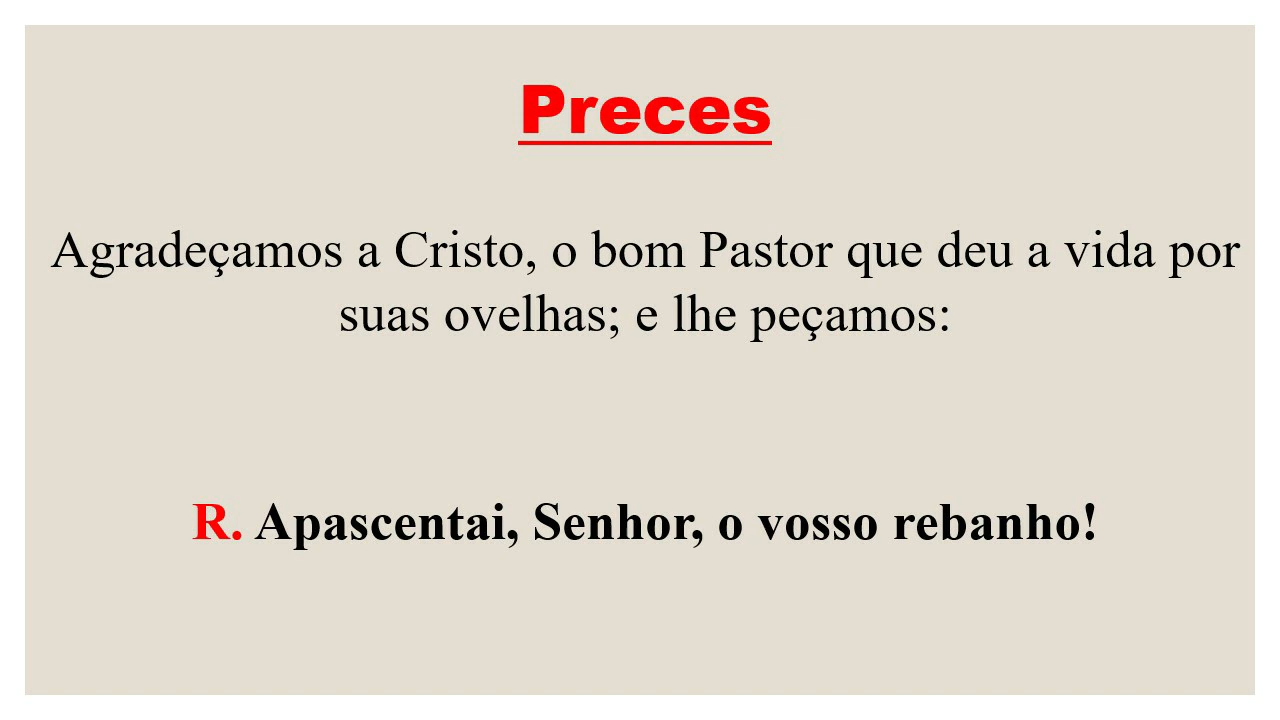 Preces
Agradeçamos a Cristo, o bom Pastor que deu a vida por
suas ovelhas; e lhe peçamos:
R. Apascentai, Senhor, o vosso rebanho!